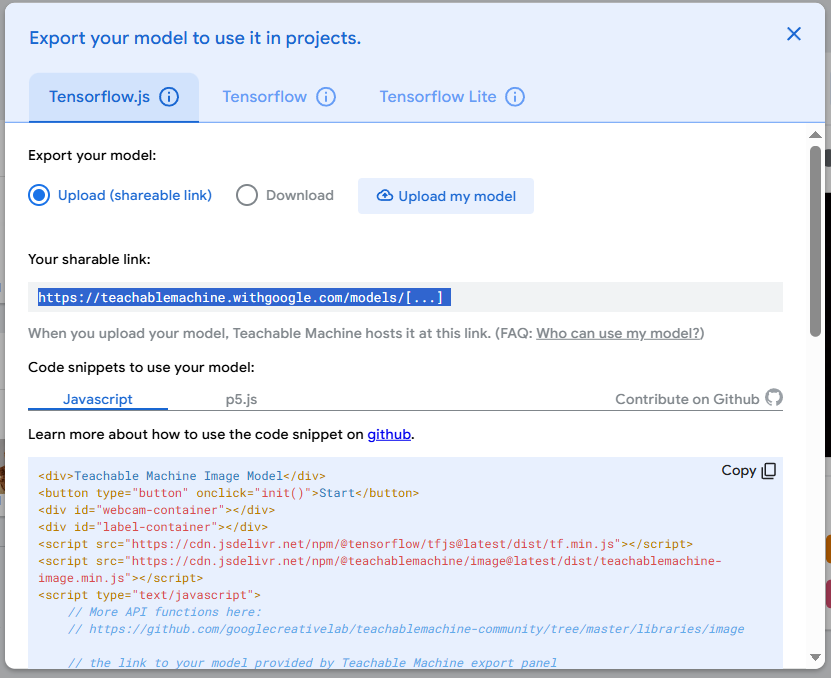 Export your model to use it in projects.
Tensorflow.js Tensorflow Tensorflow Lite
Export your model:
Upload (shareable link) Download Upload my model
Your sharable link:
https://teachablemachine.withgoogle.com/models/[...]
When you upload your model, Teachable Machine hosts it at this link. (FAQ: Who can use my model?)
Code snippets to use your model:
Javascript p5.js Contribute on Github
Learn more about how to use the code snippet on github.
Copy
<div>Teachable Machine Image Model</div>
<button type="button" onclick="init()">Start</button>
<div id="webcam-container"></div>
<div id="label-container"></div>
<script src="https://cdn.jsdelivr.net/npm/@tensorflow/tfjs@latest/dist/tf.min.js"></script>
<script src="https://cdn.jsdelivr.net/npm/@teachablemachine/image@latest/dist/teachablemachine-
image.min.js"></script>
<script type="text/javascript">
// More API functions here:
// https://github.com/googlecreativelab/teachablemachine-community/tree/master/libraries/image
// the link to your model provided by Teachable Machine export panel